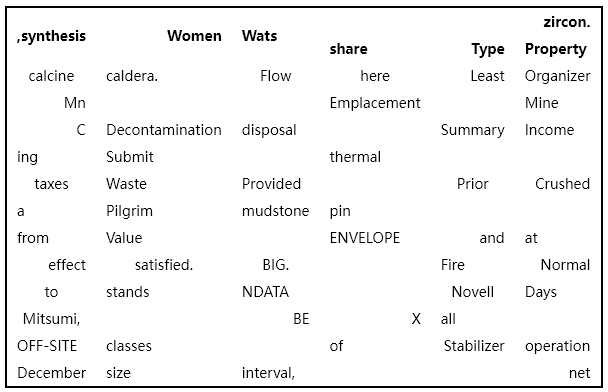 ,synthesis Women Wats share Type zircon. Property
calcine caldera. Flow here Least Organizer
Mn Emplacement Mine
C Decontamination disposal Summary Income
ing Submit thermal
taxes Waste Provided Prior Crushed
a Pilgrim mudstone pin
from Value ENVELOPE and at
effect satisfied. BIG. Fire Normal
to stands NDATA Novell Days
Mitsumi, BE X all
OFF-SITE classes of Stabilizer operation
December size interval, net